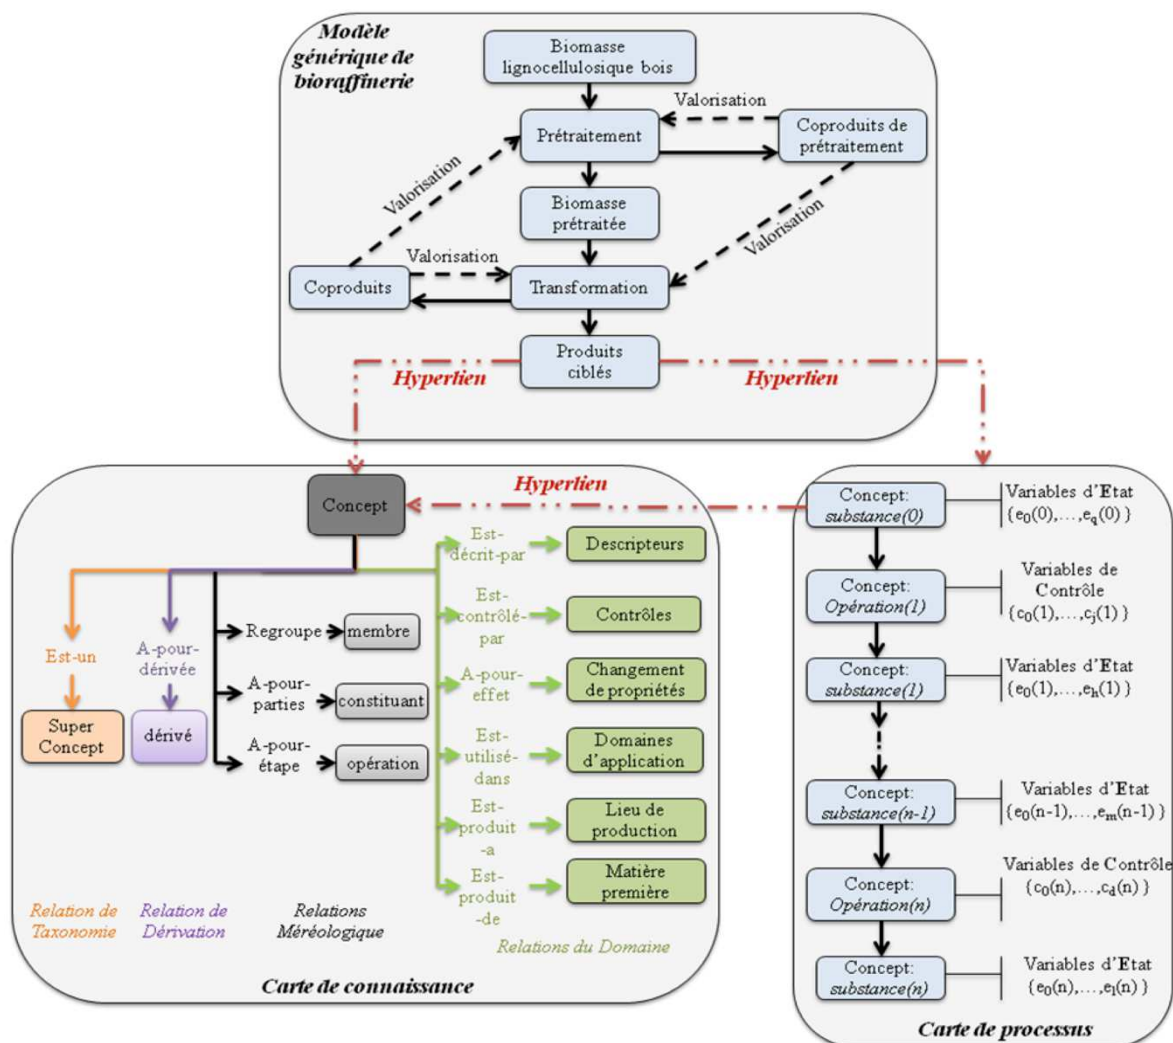 Modèle
générique de
bioraffinerie
Biomasse
lignocellulosique bois
Valorisation
Prétraitement
Coproduits de
prétraitement
Valorisation
Biomasse
prétraitée
Valorisation
Valorisation
Coproduits
Transformation
Produits
ciblés
Hyperlien
Hyperlien
Concept
Hyperlien
Est-un
Super
Concept
A-pour-
dérivée
dérivé
Regroupe
membre
A-pour-
parties
constituant
A-pour-
étape
opération
Est-
décrit-par
Descripteurs
Est-
contrôlé-
par
Contrôles
A-pour-
effet
Changement
de propriétés
Est-
utilisé-
dans
Domaines
d'application
Est-
produit
-a
Lieu de
production
Est-
produit
-de
Matière
première
Relation de
Taxonomie
Relation de
Dérivation
Relations
Méréologique
Relations du Domaine
Carte de connaissance
Concept:
substance(0)
Variables d'Etat
{e0(0),…,eq(0) }
Concept:
Opération(1)
Variables de
Contrôle
{c0(1),…,cj(1) }
Concept:
substance(1)
Variables d'Etat
{e0(1),…,eh(1) }
Concept:
substance(n-1)
Variables d'Etat
{e0(n-1),…,em(n-1) }
Concept:
Opération(n)
Variables de Contrôle
{c0(n),…,cd(n) }
Concept:
substance(n)
Variables d'Etat
{e0(n),…,el(n) }
Carte de processus